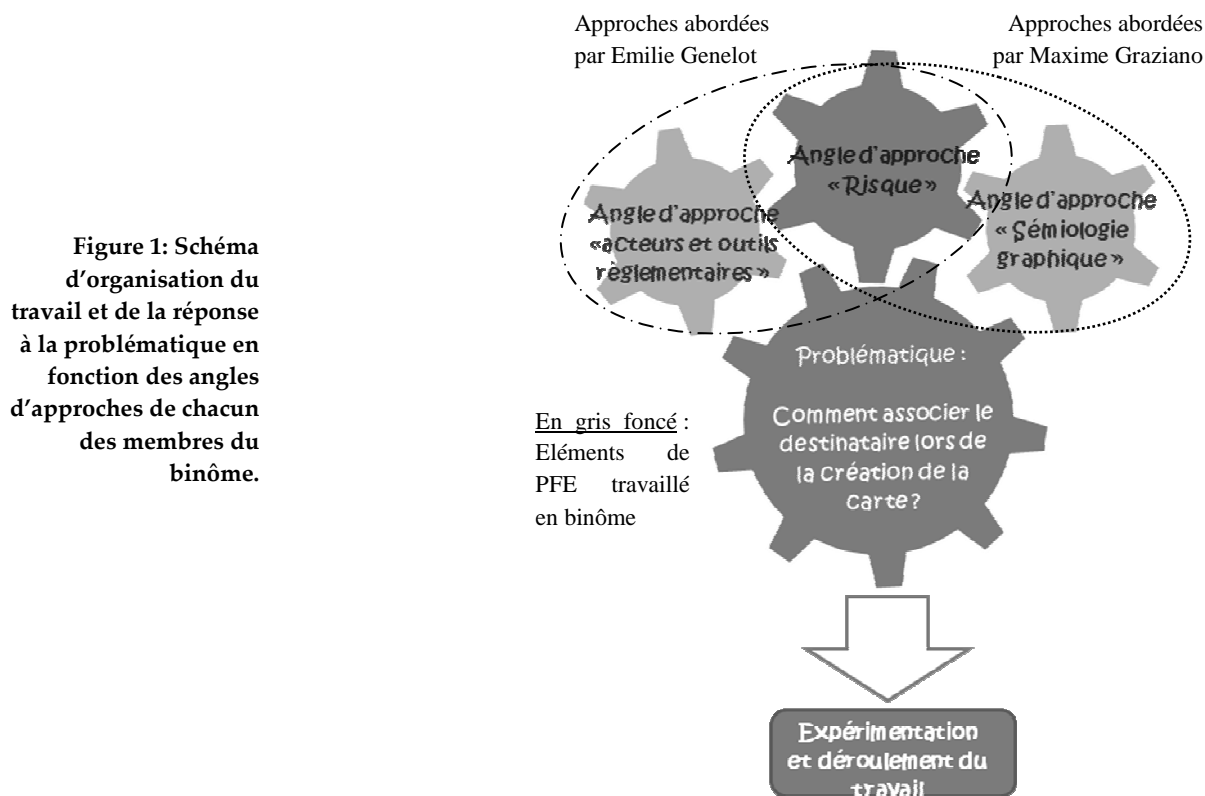 Approches abordées
par Emilie Genelot
Approches abordées
par Maxime Graziano
Angle d'approche
«Risque»
Angle d'approche
«acteurs et outils
règlementaires»
Angle d'approche
« Sémiologie
graphique »
Figure 1: Schéma
d'organisation du
travail et de la réponse
à la problématique en
fonction des angles
d'approches de chacun
des membres du
binôme.
Problématique :
Comment associer le
destinataire lors de
la création de la
carte?
En gris foncé :
Eléments de
PFE travaillé
en binôme
Expérimentation
et déroulement du
travail